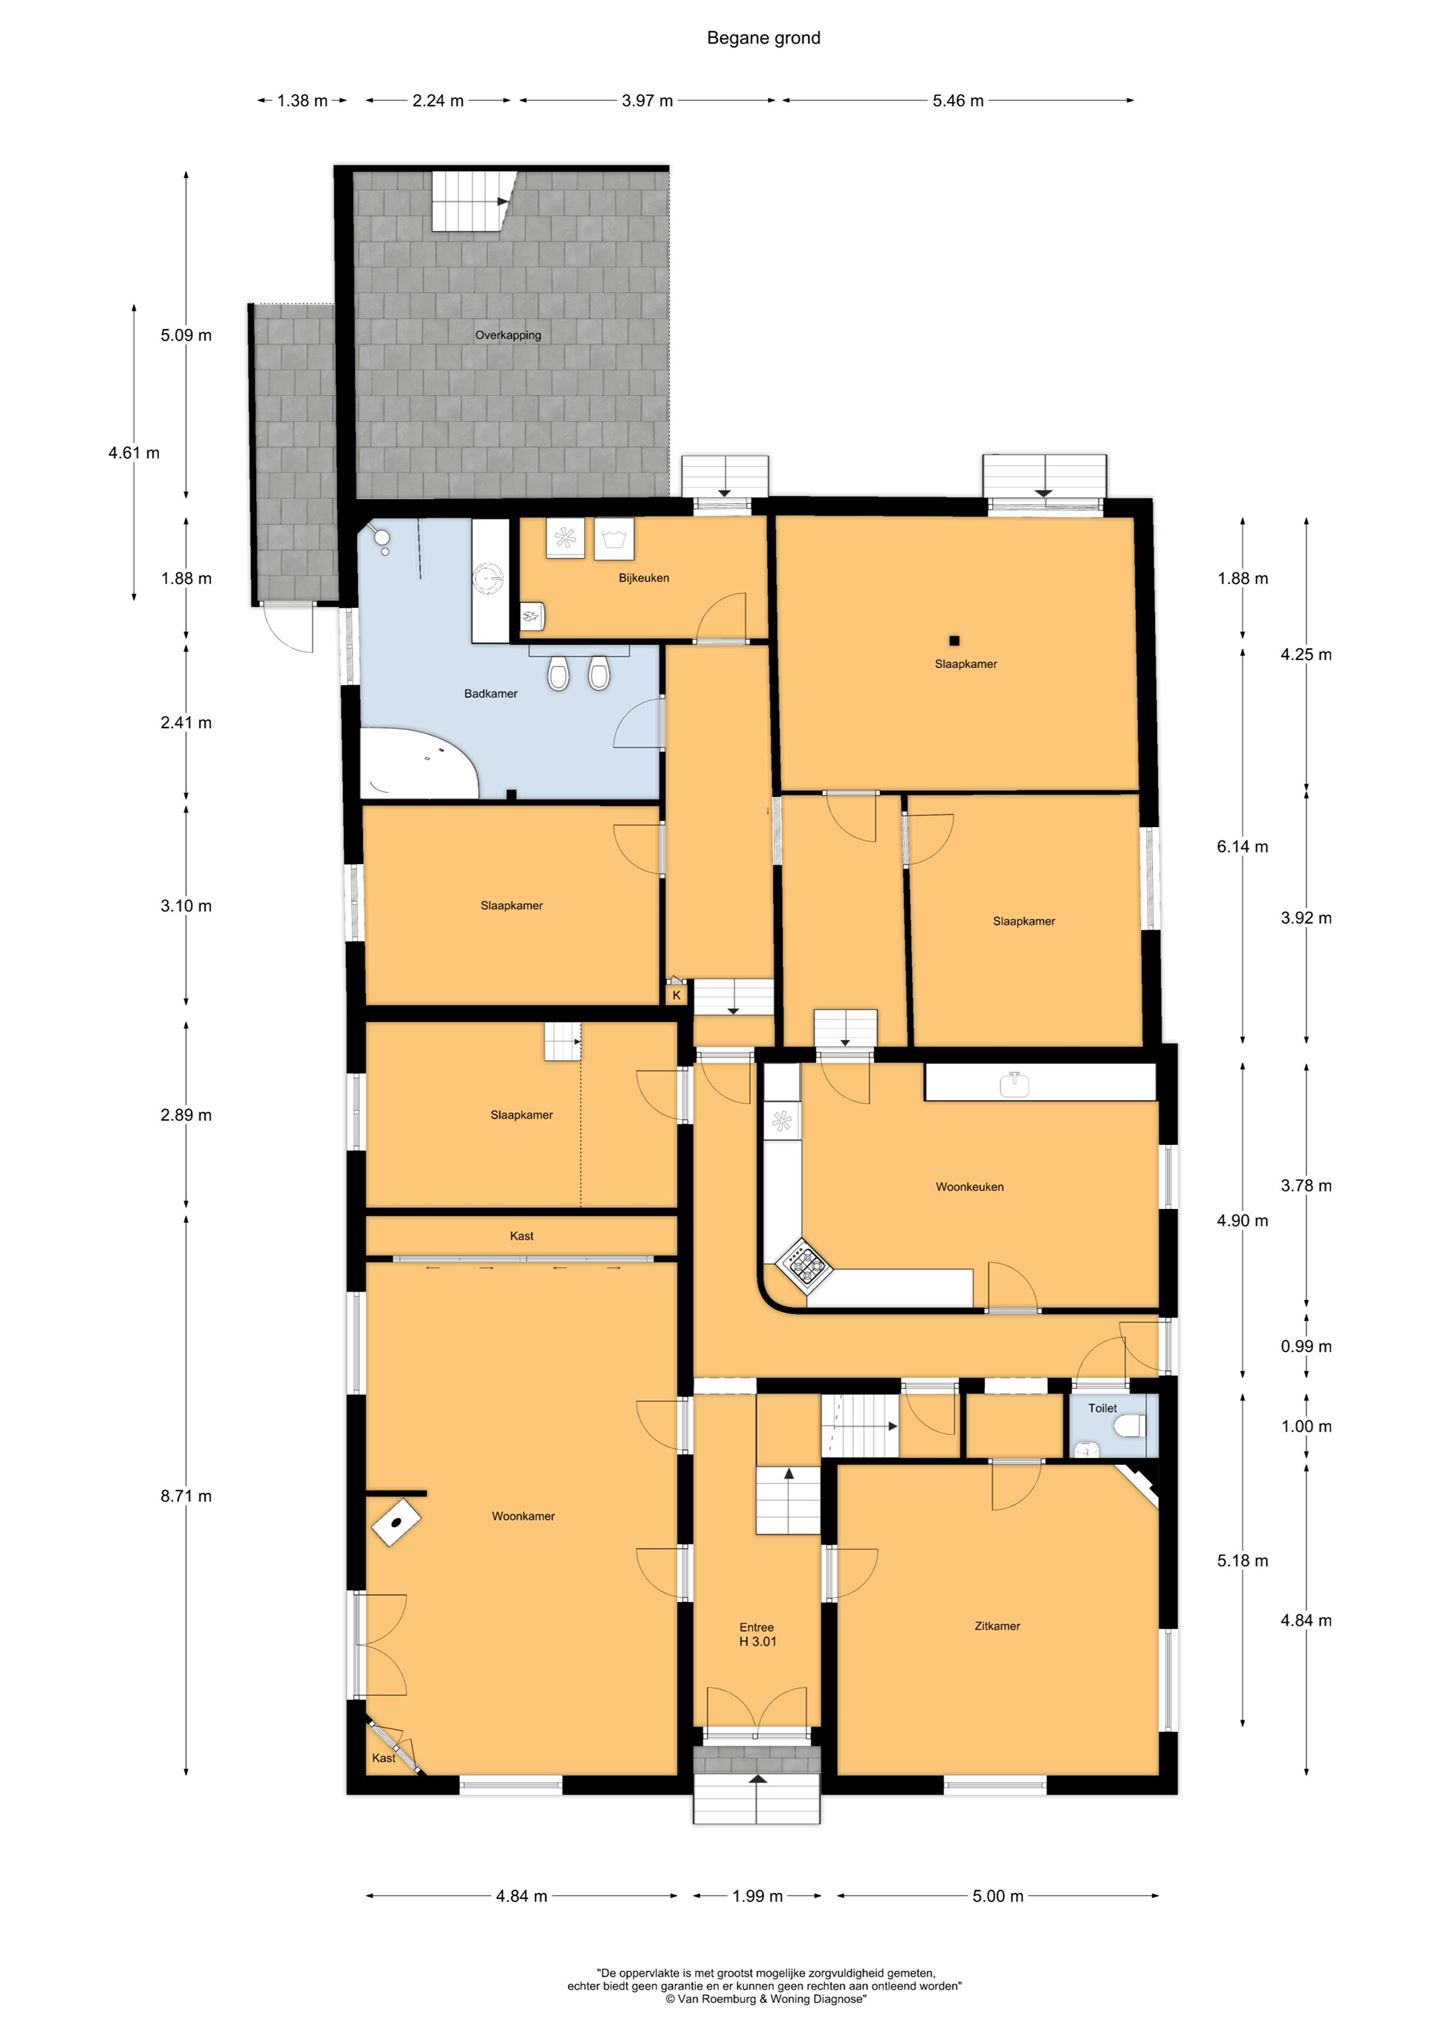 Begane grond
1.38 m
2.24 m
3.97 m
5.46 m
5.09 m
Overkapping
4.61 m
1.88 m
Bijkeuken
1.88 m
4.25 m
Slaapkamer
Badkamer
2.41 m
6.14 m
3.10 m
Slaapkamer
Slaapkamer
3.92 m
K
2.89 m
Slaapkamer
Woonkeuken
3.78 m
4.90 m
Kast
0.99 m
Toilet
1.00 m
8.71 m
Woonkamer
5.18 m
Entree
H 3.01
Zitkamer
4.84 m
Kast
4.84 m
1.99 m
5.00 m
"De oppervlakte is met grootst mogelijke zorgvuldigheid gemeten,
echter biedt geen garantie en er kunnen geen rechten aan ontleend worden"
© Van Roemburg & Woning Diagnose"